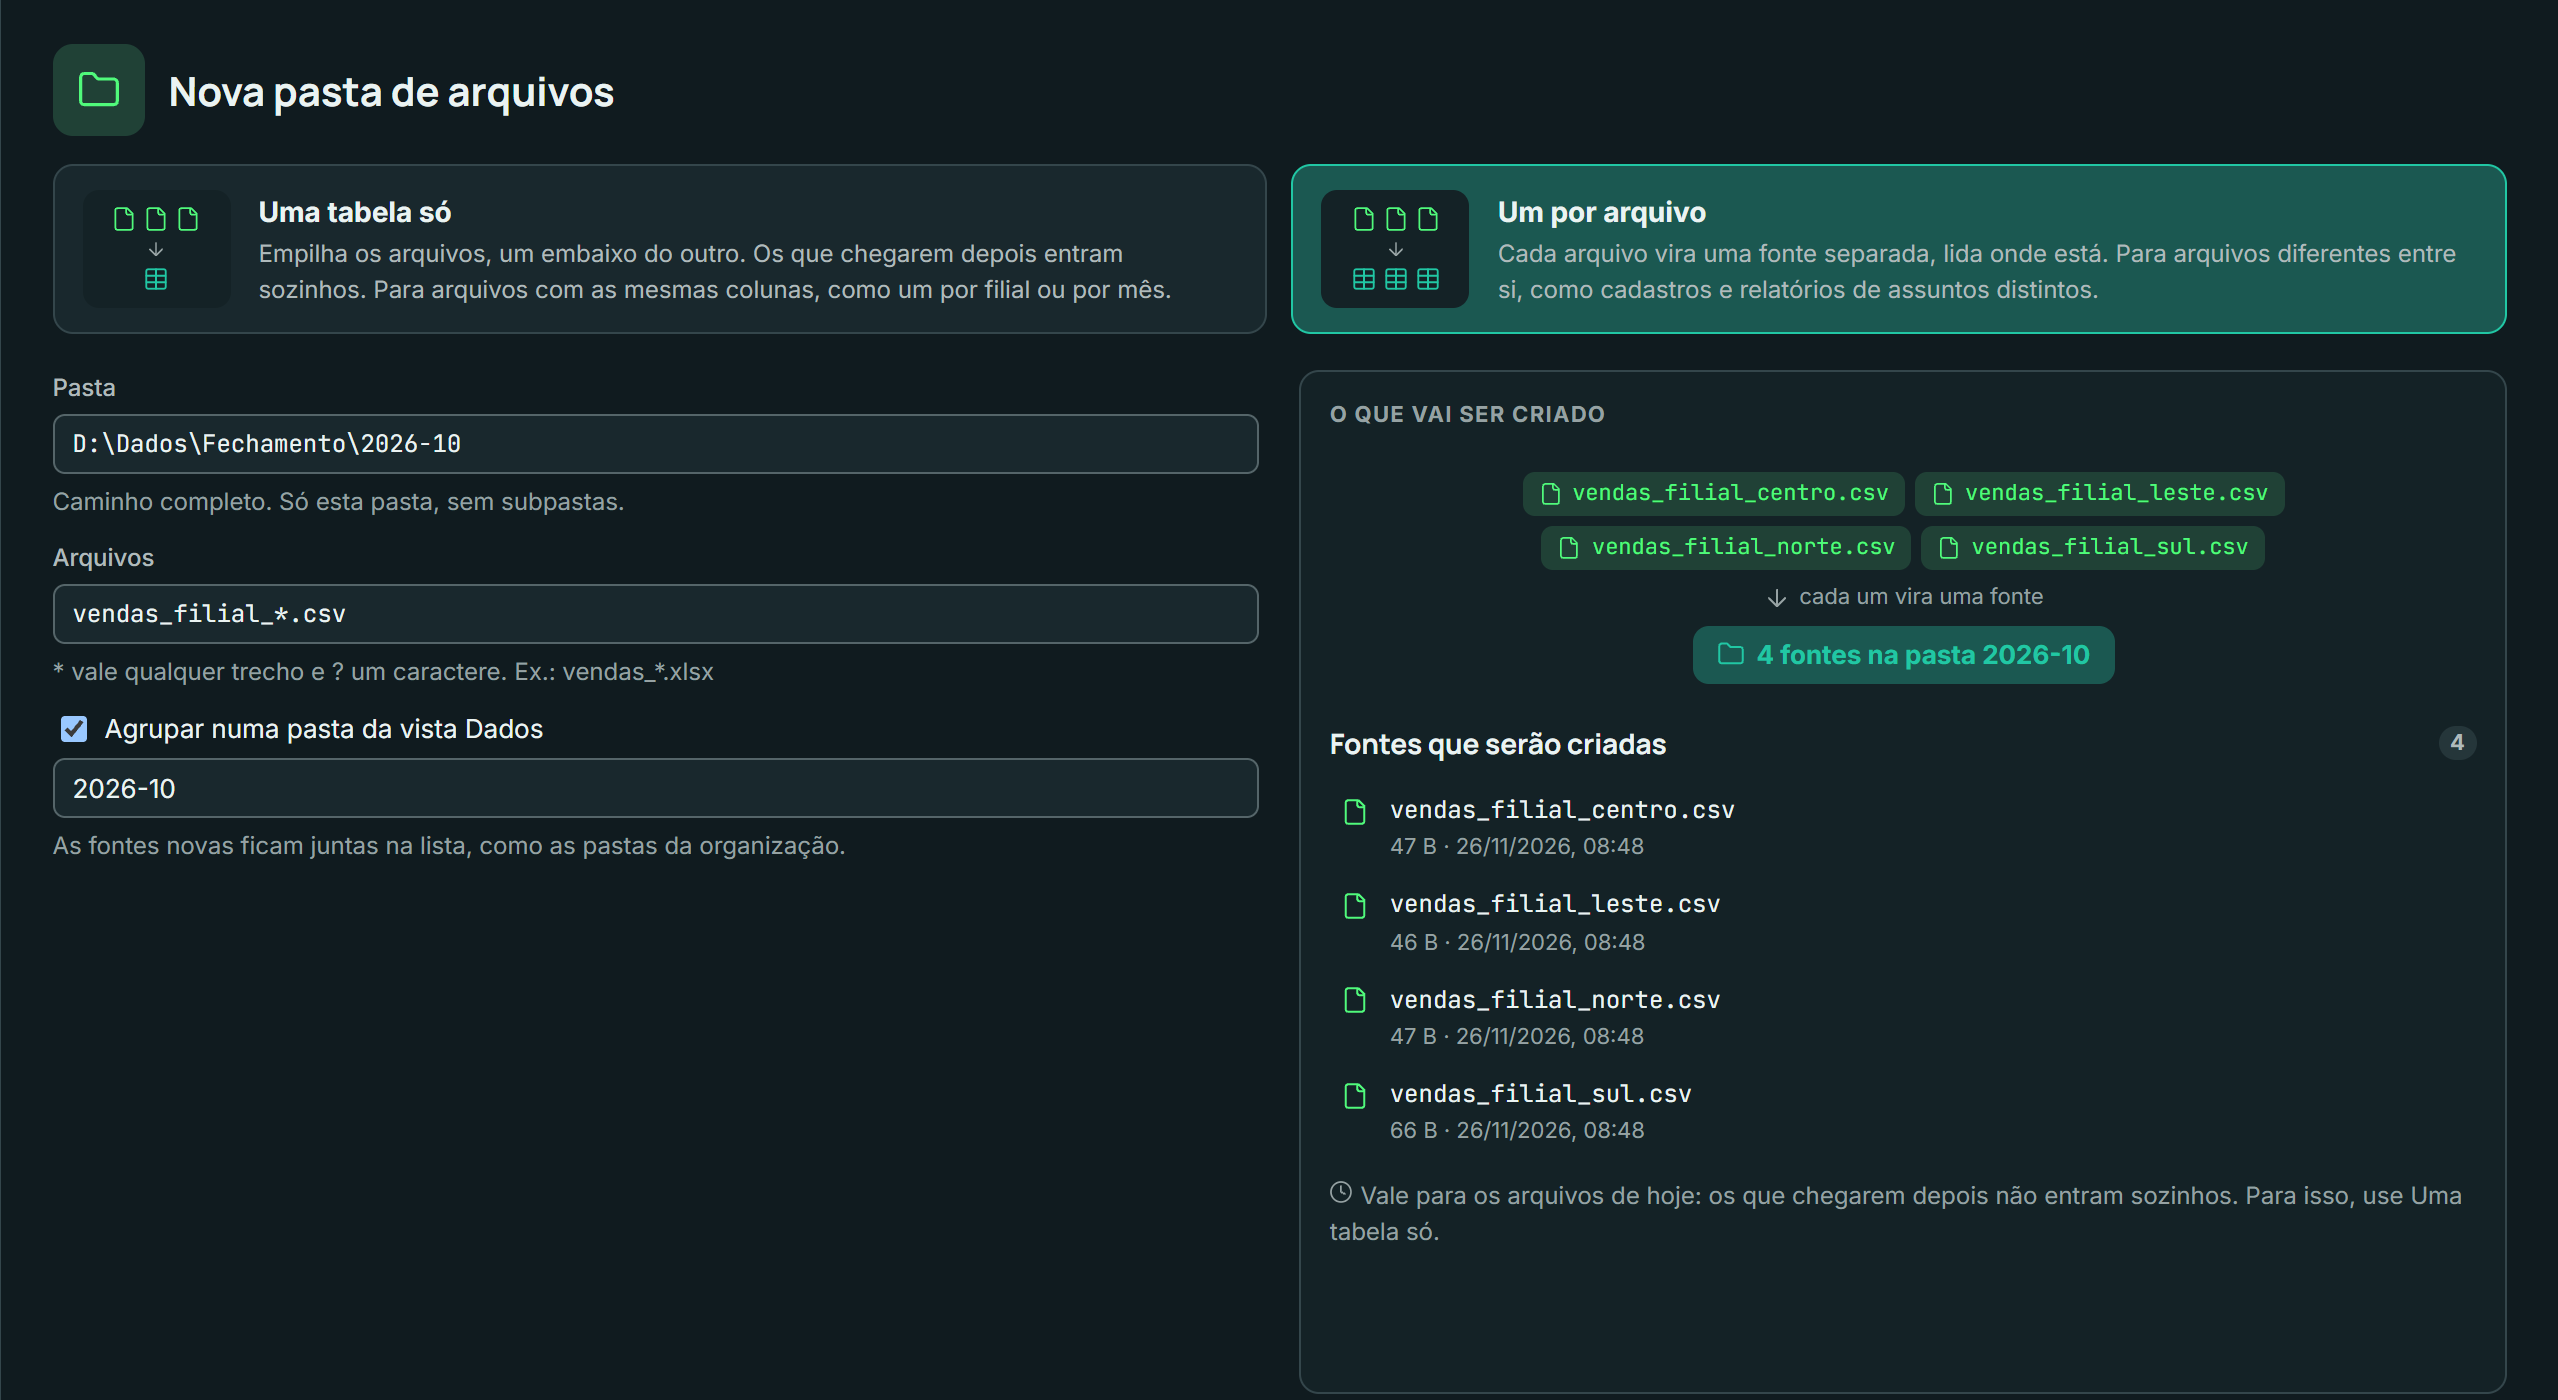 Nova pasta de arquivos
Uma tabela só
Empilha os arquivos, um embaixo do outro. Os que chegarem depois entram
sozinhos. Para arquivos com as mesmas colunas, como um por filial ou por mês.
Um por arquivo
Cada arquivo vira uma fonte separada, lida onde está. Para arquivos diferentes entre
si, como cadastros e relatórios de assuntos distintos.
Pasta
D:\Dados\Fechamento\2026-10
Caminho completo. Só esta pasta, sem subpastas.
Arquivos
vendas_filial_*.csv
* vale qualquer trecho e ? um caractere. Ex.: vendas_*.xlsx
Agrupar numa pasta da vista Dados
2026-10
As fontes novas ficam juntas na lista, como as pastas da organização.
O QUE VAI SER CRIADO
vendas_filial_centro.csv vendas_filial_leste.csv
vendas_filial_norte.csv vendas_filial_sul.csv
cada um vira uma fonte
4 fontes na pasta 2026-10
Fontes que serão criadas 4
vendas_filial_centro.csv
47 B · 26/11/2026, 08:48
vendas_filial_leste.csv
46 B · 26/11/2026, 08:48
vendas_filial_norte.csv
47 B · 26/11/2026, 08:48
vendas_filial_sul.csv
66 B · 26/11/2026, 08:48
Vale para os arquivos de hoje: os que chegarem depois não entram sozinhos. Para isso, use Uma
tabela só.